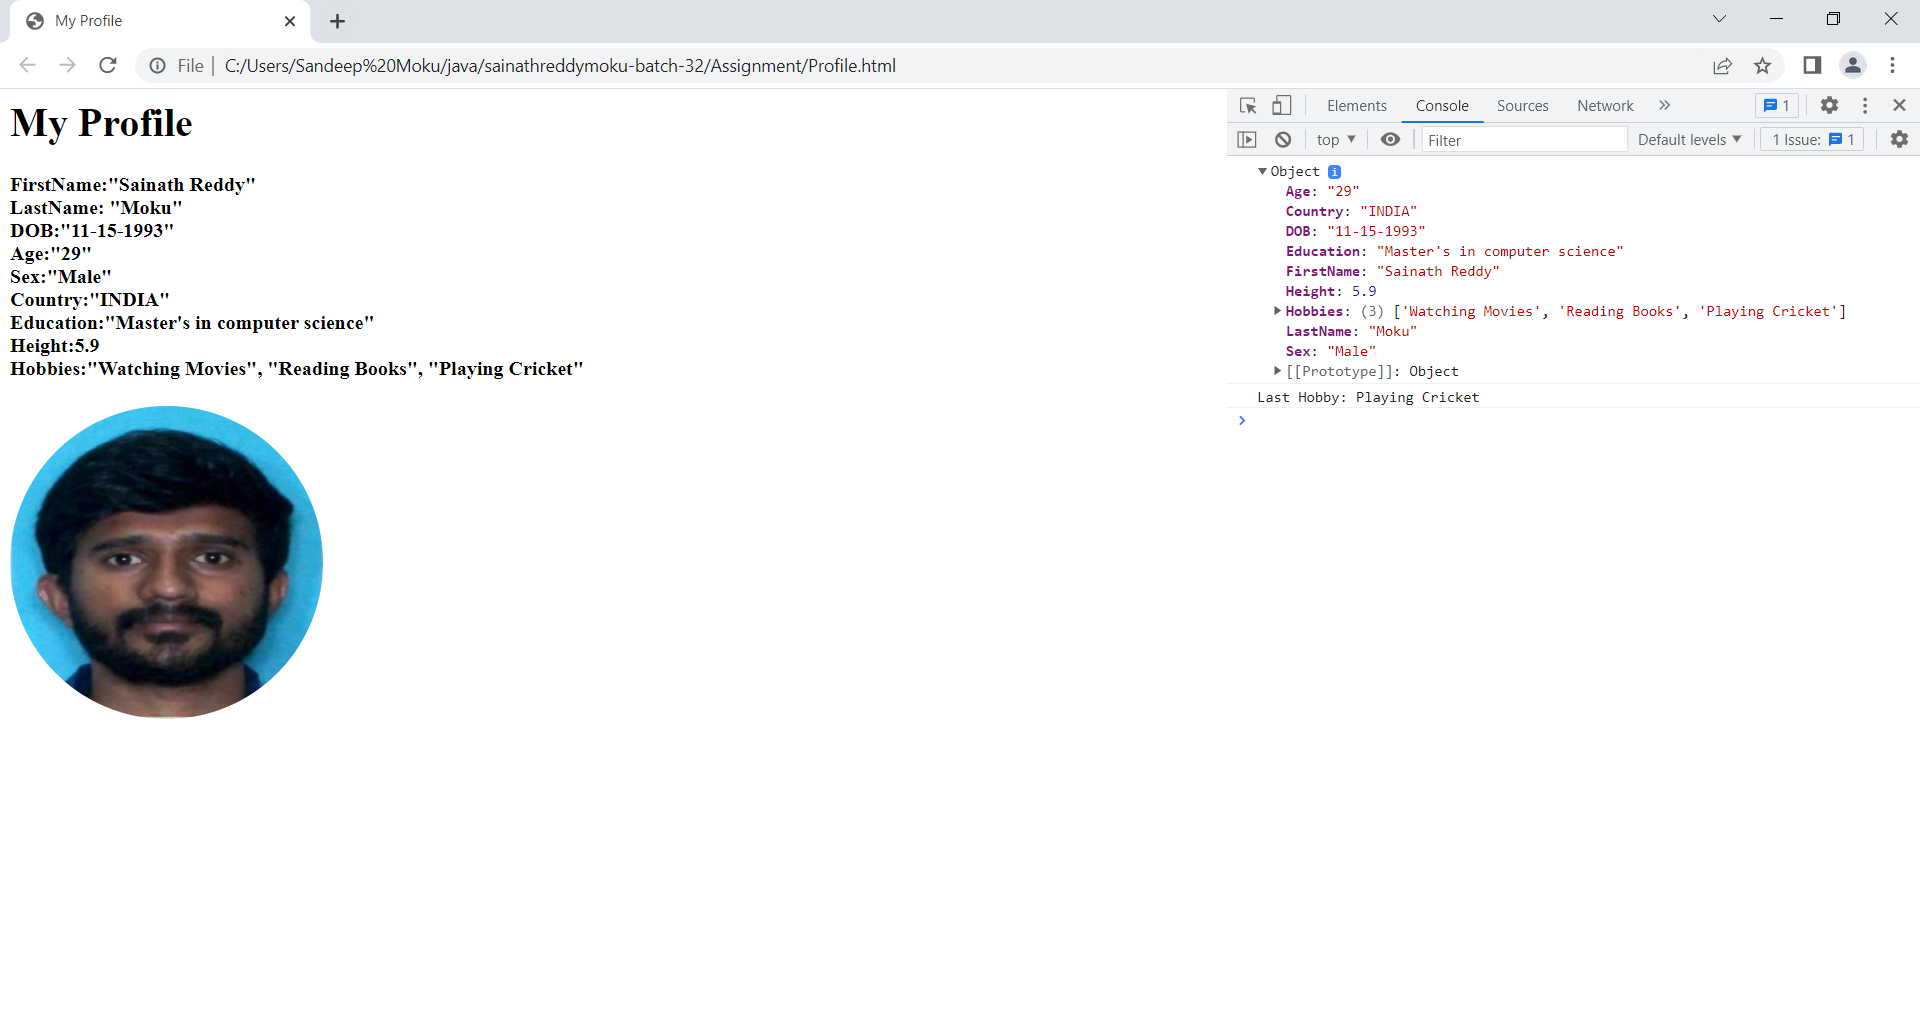 My Profile
File | C:/Users/Sandeep%20Moku/java/sainathreddymoku-batch-32/Assignment/Profile.html
My Profile
FirstName:"Sainath Reddy"
LastName: "Moku"
DOB:"11-15-1993"
Age:"29"
Sex:"Male"
Country:"INDIA"
Education:"Master's in computer science"
Height:5.9
Hobbies:"Watching Movies", "Reading Books", "Playing Cricket"
Elements Console Sources Network » 1
top Filter Default levels 1 Issue: 1
Object i
Age: "29"
Country: "INDIA"
DOB: "11-15-1993"
Education: "Master's in computer science"
FirstName: "Sainath Reddy"
Height: 5.9
Hobbies: (3) ['Watching Movies', 'Reading Books', 'Playing Cricket']
LastName: "Moku"
Sex: "Male"
[[Prototype]]: Object
Last Hobby: Playing Cricket